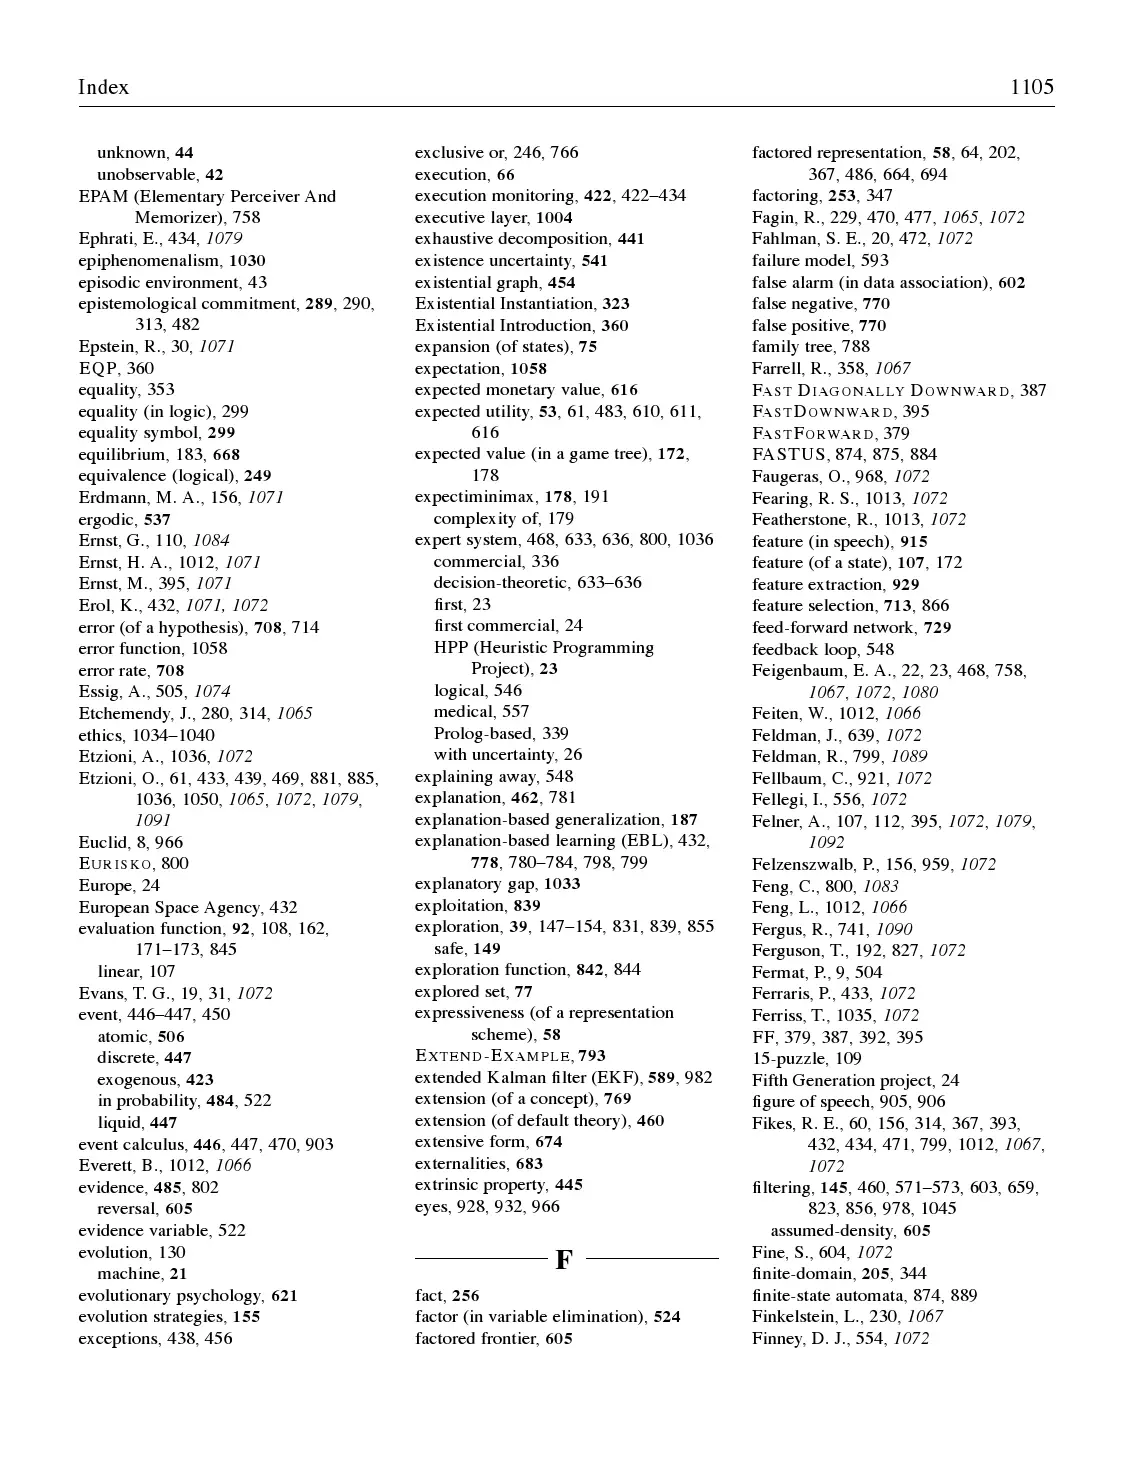 Index 1105
unknown, 44
unobservable, 42
EPAM (Elementary Perceiver And
Memorizer), 758
Ephrati, E., 434, 1079
epiphenomenalism, 1030
episodic environment, 43
epistemological commitment, 289, 290,
313, 482
Epstein, R., 30, 1071
EQP, 360
equality, 353
equality (in logic), 299
equality symbol, 299
equilibrium, 183, 668
equivalence (logical), 249
Erdmann, M. A., 156, 1071
ergodic, 537
Ernst, G., 110, 1084
Ernst, H. A., 1012, 1071
Ernst, M., 395, 1071
Erol, K., 432, 1071, 1072
error (of a hypothesis), 708, 714
error function, 1058
error rate, 708
Essig, A., 505, 1074
Etchemendy, J., 280, 314, 1065
ethics, 1034–1040
Etzioni, A., 1036, 1072
Etzioni, O., 61, 433, 439, 469, 881, 885,
1036, 1050, 1065, 1072, 1079,
1091
Euclid, 8, 966
EURISKO, 800
Europe, 24
European Space Agency, 432
evaluation function, 92, 108, 162,
171–173, 845
linear, 107
Evans, T. G., 19, 31, 1072
event, 446–447, 450
atomic, 506
discrete, 447
exogenous, 423
in probability, 484, 522
liquid, 447
event calculus, 446, 447, 470, 903
Everett, B., 1012, 1066
evidence, 485, 802
reversal, 605
evidence variable, 522
evolution, 130
machine, 21
evolutionary psychology, 621
evolution strategies, 155
exceptions, 438, 456
exclusive or, 246, 766
execution, 66
execution monitoring, 422, 422–434
executive layer, 1004
exhaustive decomposition, 441
existence uncertainty, 541
existential graph, 454
Existential Instantiation, 323
Existential Introduction, 360
expansion (of states), 75
expectation, 1058
expected monetary value, 616
expected utility, 53, 61, 483, 610, 611,
616
expected value (in a game tree), 172,
178
expectiminimax, 178, 191
complexity of, 179
expert system, 468, 633, 636, 800, 1036
commercial, 336
decision-theoretic, 633–636
first, 23
first commercial, 24
HPP (Heuristic Programming
Project), 23
logical, 546
medical, 557
Prolog-based, 339
with uncertainty, 26
explaining away, 548
explanation, 462, 781
explanation-based generalization, 187
explanation-based learning (EBL), 432,
778, 780–784, 798, 799
explanatory gap, 1033
exploitation, 839
exploration, 39, 147–154, 831, 839, 855
safe, 149
exploration function, 842, 844
explored set, 77
expressiveness (of a representation
scheme), 58
EXTEND-EXAMPLE, 793
extended Kalman filter (EKF), 589, 982
extension (of a concept), 769
extension (of default theory), 460
extensive form, 674
externalities, 683
extrinsic property, 445
eyes, 928, 932, 966
F
fact, 256
factor (in variable elimination), 524
factored frontier, 605
factored representation, 58, 64, 202,
367, 486, 664, 694
factoring, 253, 347
Fagin, R., 229, 470, 477, 1065, 1072
Fahlman, S. E., 20, 472, 1072
failure model, 593
false alarm (in data association), 602
false negative, 770
false positive, 770
family tree, 788
Farrell, R., 358, 1067
FAST DIAGONALLY DOWNWARD, 387
FASTDOWNWARD, 395
FASTFORWARD, 379
FASTUS, 874, 875, 884
Faugeras, O., 968, 1072
Fearing, R. S., 1013, 1072
Featherstone, R., 1013, 1072
feature (in speech), 915
feature (of a state), 107, 172
feature extraction, 929
feature selection, 713, 866
feed-forward network, 729
feedback loop, 548
Feigenbaum, E. A., 22, 23, 468, 758,
1067, 1072, 1080
Feiten, W., 1012, 1066
Feldman, J., 639, 1072
Feldman, R., 799, 1089
Fellbaum, C., 921, 1072
Fellegi, I., 556, 1072
Felner, A., 107, 112, 395, 1072, 1079,
1092
Felzenszwalb, P., 156, 959, 1072
Feng, C., 800, 1083
Feng, L., 1012, 1066
Fergus, R., 741, 1090
Ferguson, T., 192, 827, 1072
Fermat, P., 9, 504
Ferraris, P., 433, 1072
Ferriss, T., 1035, 1072
FF, 379, 387, 392, 395
15-puzzle, 109
Fifth Generation project, 24
figure of speech, 905, 906
Fikes, R. E., 60, 156, 314, 367, 393,
432, 434, 471, 799, 1012, 1067,
1072
filtering, 145, 460, 571–573, 603, 659,
823, 856, 978, 1045
assumed-density, 605
Fine, S., 604, 1072
finite-domain, 205, 344
finite-state automata, 874, 889
Finkelstein, L., 230, 1067
Finney, D. J., 554, 1072